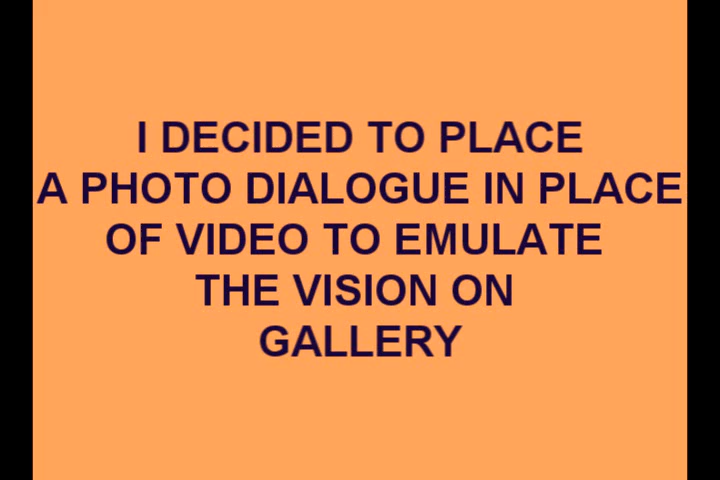 I DECIDED TO PLACE
A PHOTO DIALOGUE IN PLACE
OF VIDEO TO EMULATE
THE VISION ON
GALLERY